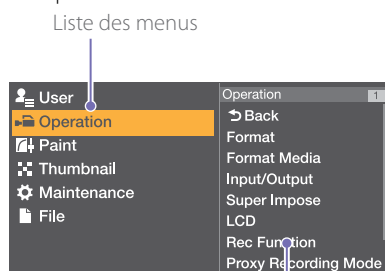 Liste des menus
User
Operation
Paint
Thumbnail
Maintenance
File
Operation 1
Back
Format
Format Media
Input/Output
Super Impose
LCD
Rec Function
Proxy Recording Mode